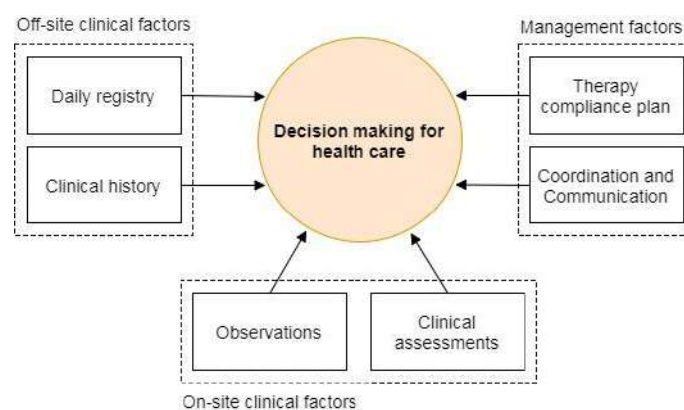 Off-site clinical factors
Management factors
Daily registry
Therapy
compliance plan
Decision making for
health care
Clinical history
Coordination and
Communication
Observations
Clinical
assessments
On-site clinical factors